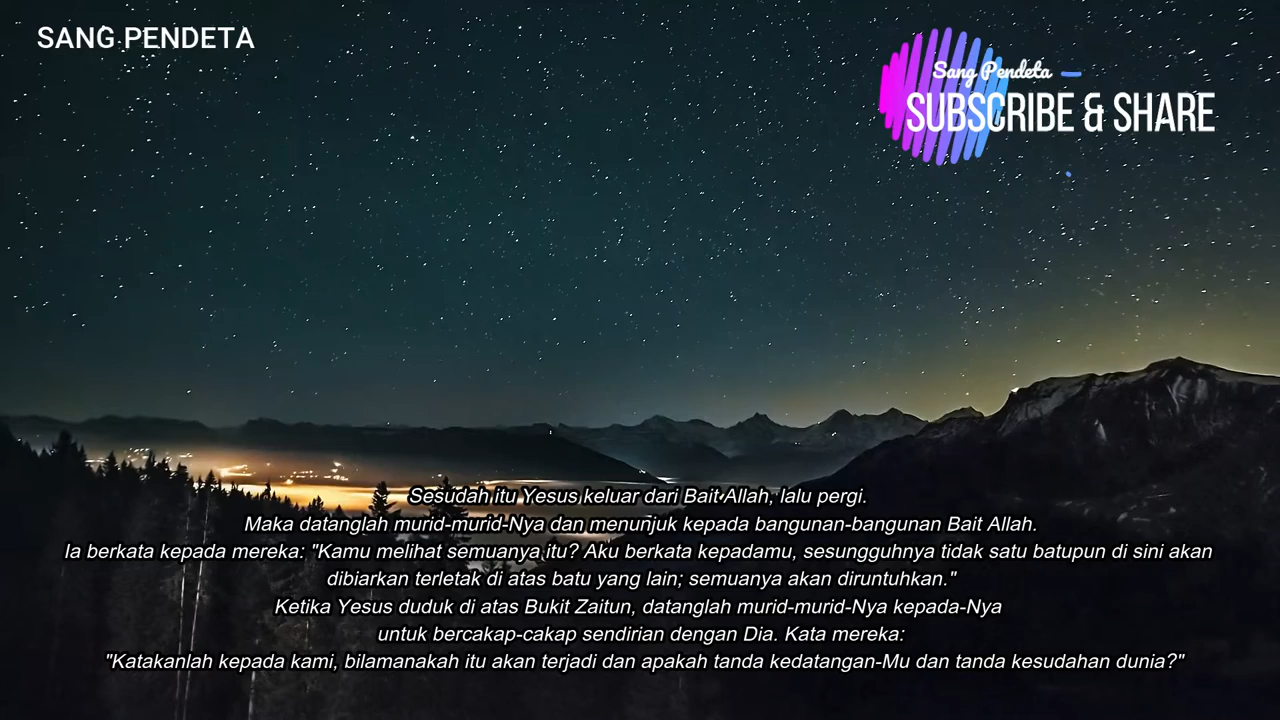 SANG PENDETA
Sang Pendeta
SUBSCRIBE & SHARE
Sesudah itu Yesus keluar dari Bait Allah, lalu pergi.
Maka datanglah murid-murid-Nya dan menunjuk kepada bangunan-bangunan Bait Allah.
Ia berkata kepada mereka: "Kamu melihat semuanya itu? Aku berkata kepadamu, sesungguhnya tidak satu batupun di sini akan
dibiarkan terletak di atas batu yang lain; semuanya akan diruntuhkan."
Ketika Yesus duduk di atas Bukit Zaitun, datanglah murid-murid-Nya kepada-Nya
untuk bercakap-cakap sendirian dengan Dia. Kata mereka:
"Katakanlah kepada kami, bilamanakah itu akan terjadi dan apakah tanda kedatangan-Mu dan tanda kesudahan dunia?"